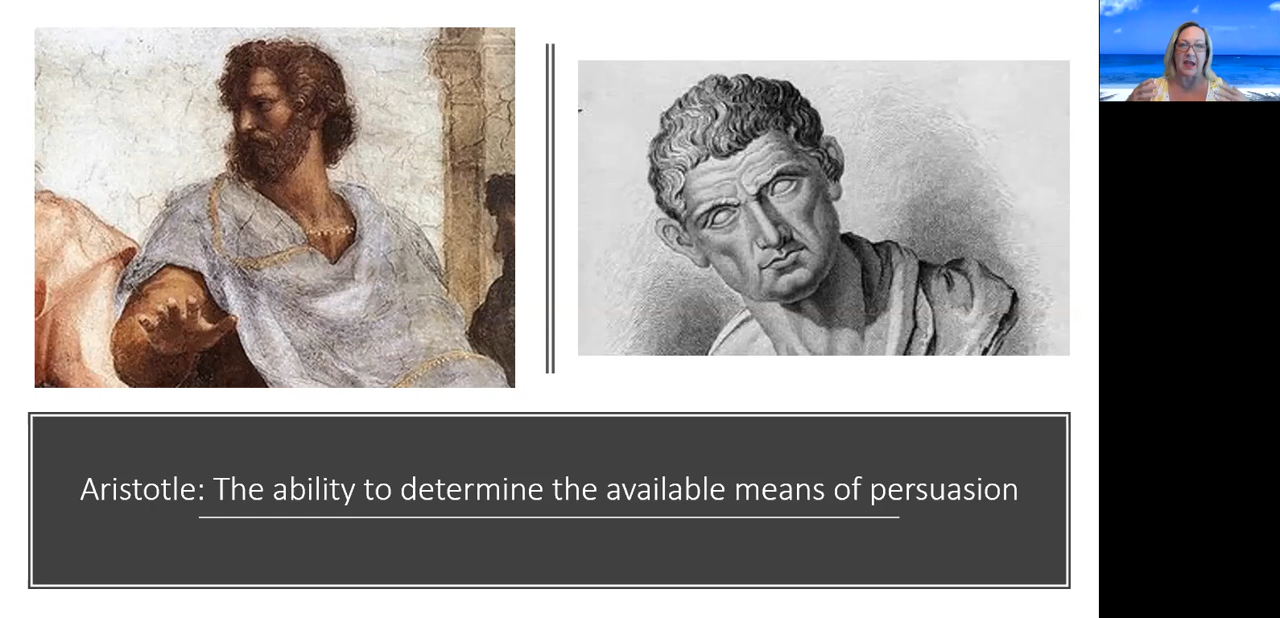 Aristotle: The ability to determine the available means of persuasion